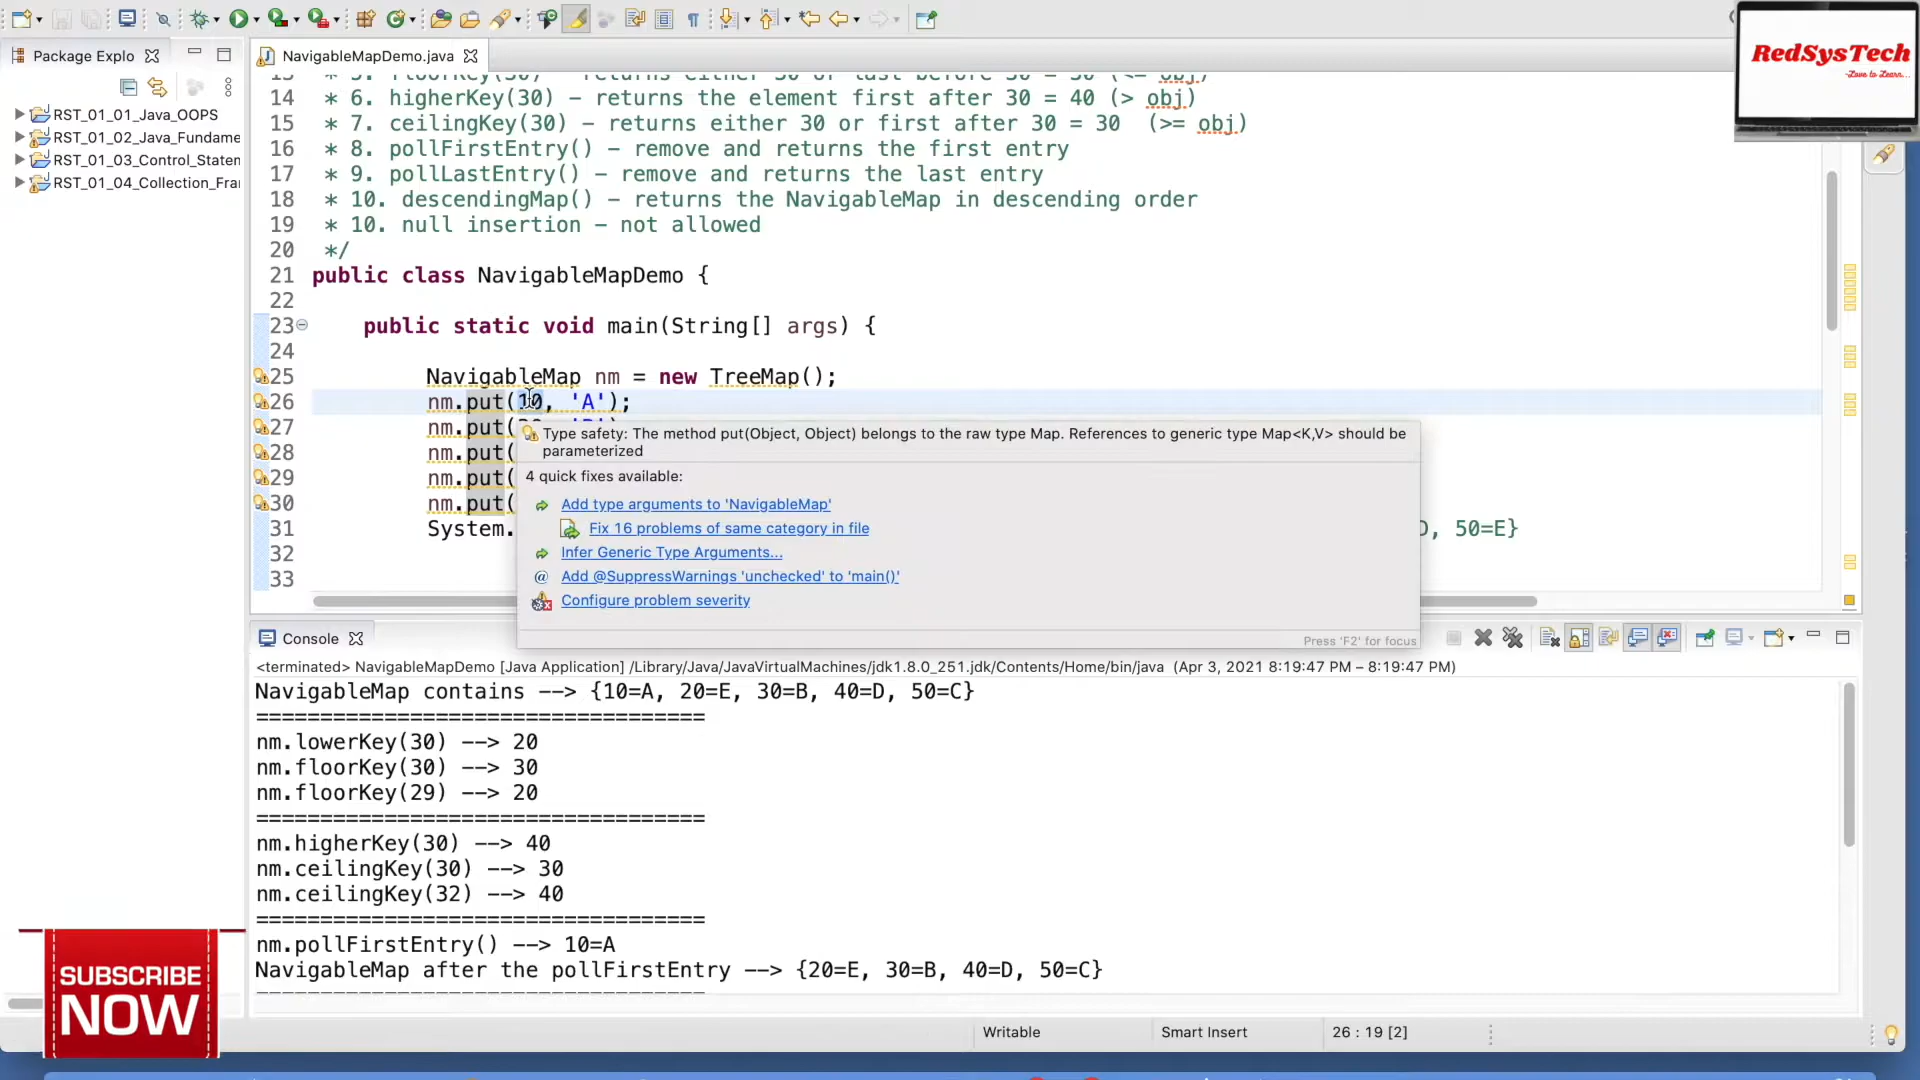 RedSysTech
-Love to Learn...
Package Explo
NavigableMapDemo.java
RST_01_01_Java_OOPS
RST_01_02_Java_Fundame
RST_01_03_Control_Staten
RST_01_04_Collection_Frai
14 * 6. higherKey(30) – returns the element first after 30 = 40 (> obj)
15 * 7. ceilingKey(30) – returns either 30 or first after 30 = 30 (>= obj)
16 * 8. pollFirstEntry() – remove and returns the first entry
17 * 9. pollLastEntry() – remove and returns the last entry
18 * 10. descendingMap() – returns the NavigableMap in descending order
19 * 10. null insertion – not allowed
20 */
21 public class NavigableMapDemo {
22
23 public static void main(String[] args) {
24
25 NavigableMap nm = new TreeMap();
26 nm.put(10, 'A');
27 nm.put(
28 nm.put(
29 nm.put(
30 nm.put(
31 System. D, 50=E}
32
33
Type safety: The method put(Object, Object) belongs to the raw type Map. References to generic type Map<K,V> should be
parameterized
4 quick fixes available:
Add type arguments to 'NavigableMap'
Fix 16 problems of same category in file
Infer Generic Type Arguments...
Add @SuppressWarnings 'unchecked' to 'main()'
Configure problem severity
Press 'F2' for focus
Console
<terminated> NavigableMapDemo [Java Application] /Library/Java/JavaVirtualMachines/jdk1.8.0_251.jdk/Contents/Home/bin/java (Apr 3, 2021 8:19:47 PM – 8:19:47 PM)
NavigableMap contains --> {10=A, 20=E, 30=B, 40=D, 50=C}
===================================
nm.lowerKey(30) --> 20
nm.floorKey(30) --> 30
nm.floorKey(29) --> 20
===================================
nm.higherKey(30) --> 40
nm.ceilingKey(30) --> 30
nm.ceilingKey(32) --> 40
===================================
nm.pollFirstEntry() --> 10=A
NavigableMap after the pollFirstEntry --> {20=E, 30=B, 40=D, 50=C}
SUBSCRIBE
NOW
Writable
Smart Insert
26 : 19 [2]